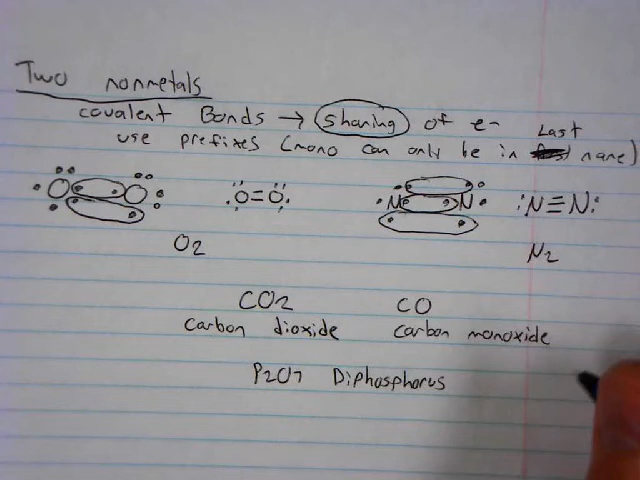 Two nonmetals
covalent Bonds → sharing of e-
use prefixes (mono can only be in Last name)
O O O=O N N N≡N
O2 N2
CO2 CO
Carbon dioxide carbon monoxide
P2O7 Diphosphorus